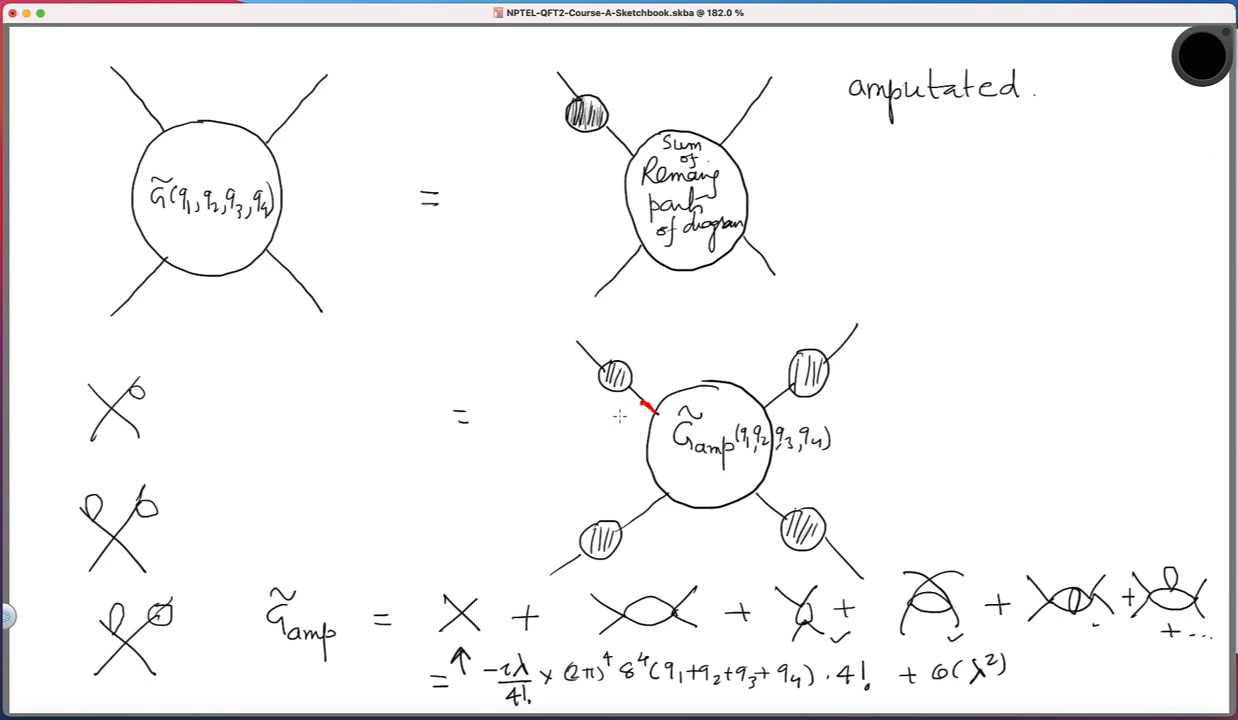 NPTEL-QFT2-Course-A-Sketchbook.skba @ 182.0 %
amputated.
G̃(q₁,q₂,q₃,q₄)
=
Sum
of
Remaing
parts
of diagram
=
G̃amp(q₁,q₂,q₃,q₄)
G̃amp = + + + + + + ...
= ↑ -iλ/4! × (2π)⁴ δ⁴(q₁+q₂+q₃+q₄) · 4! + O(λ²)